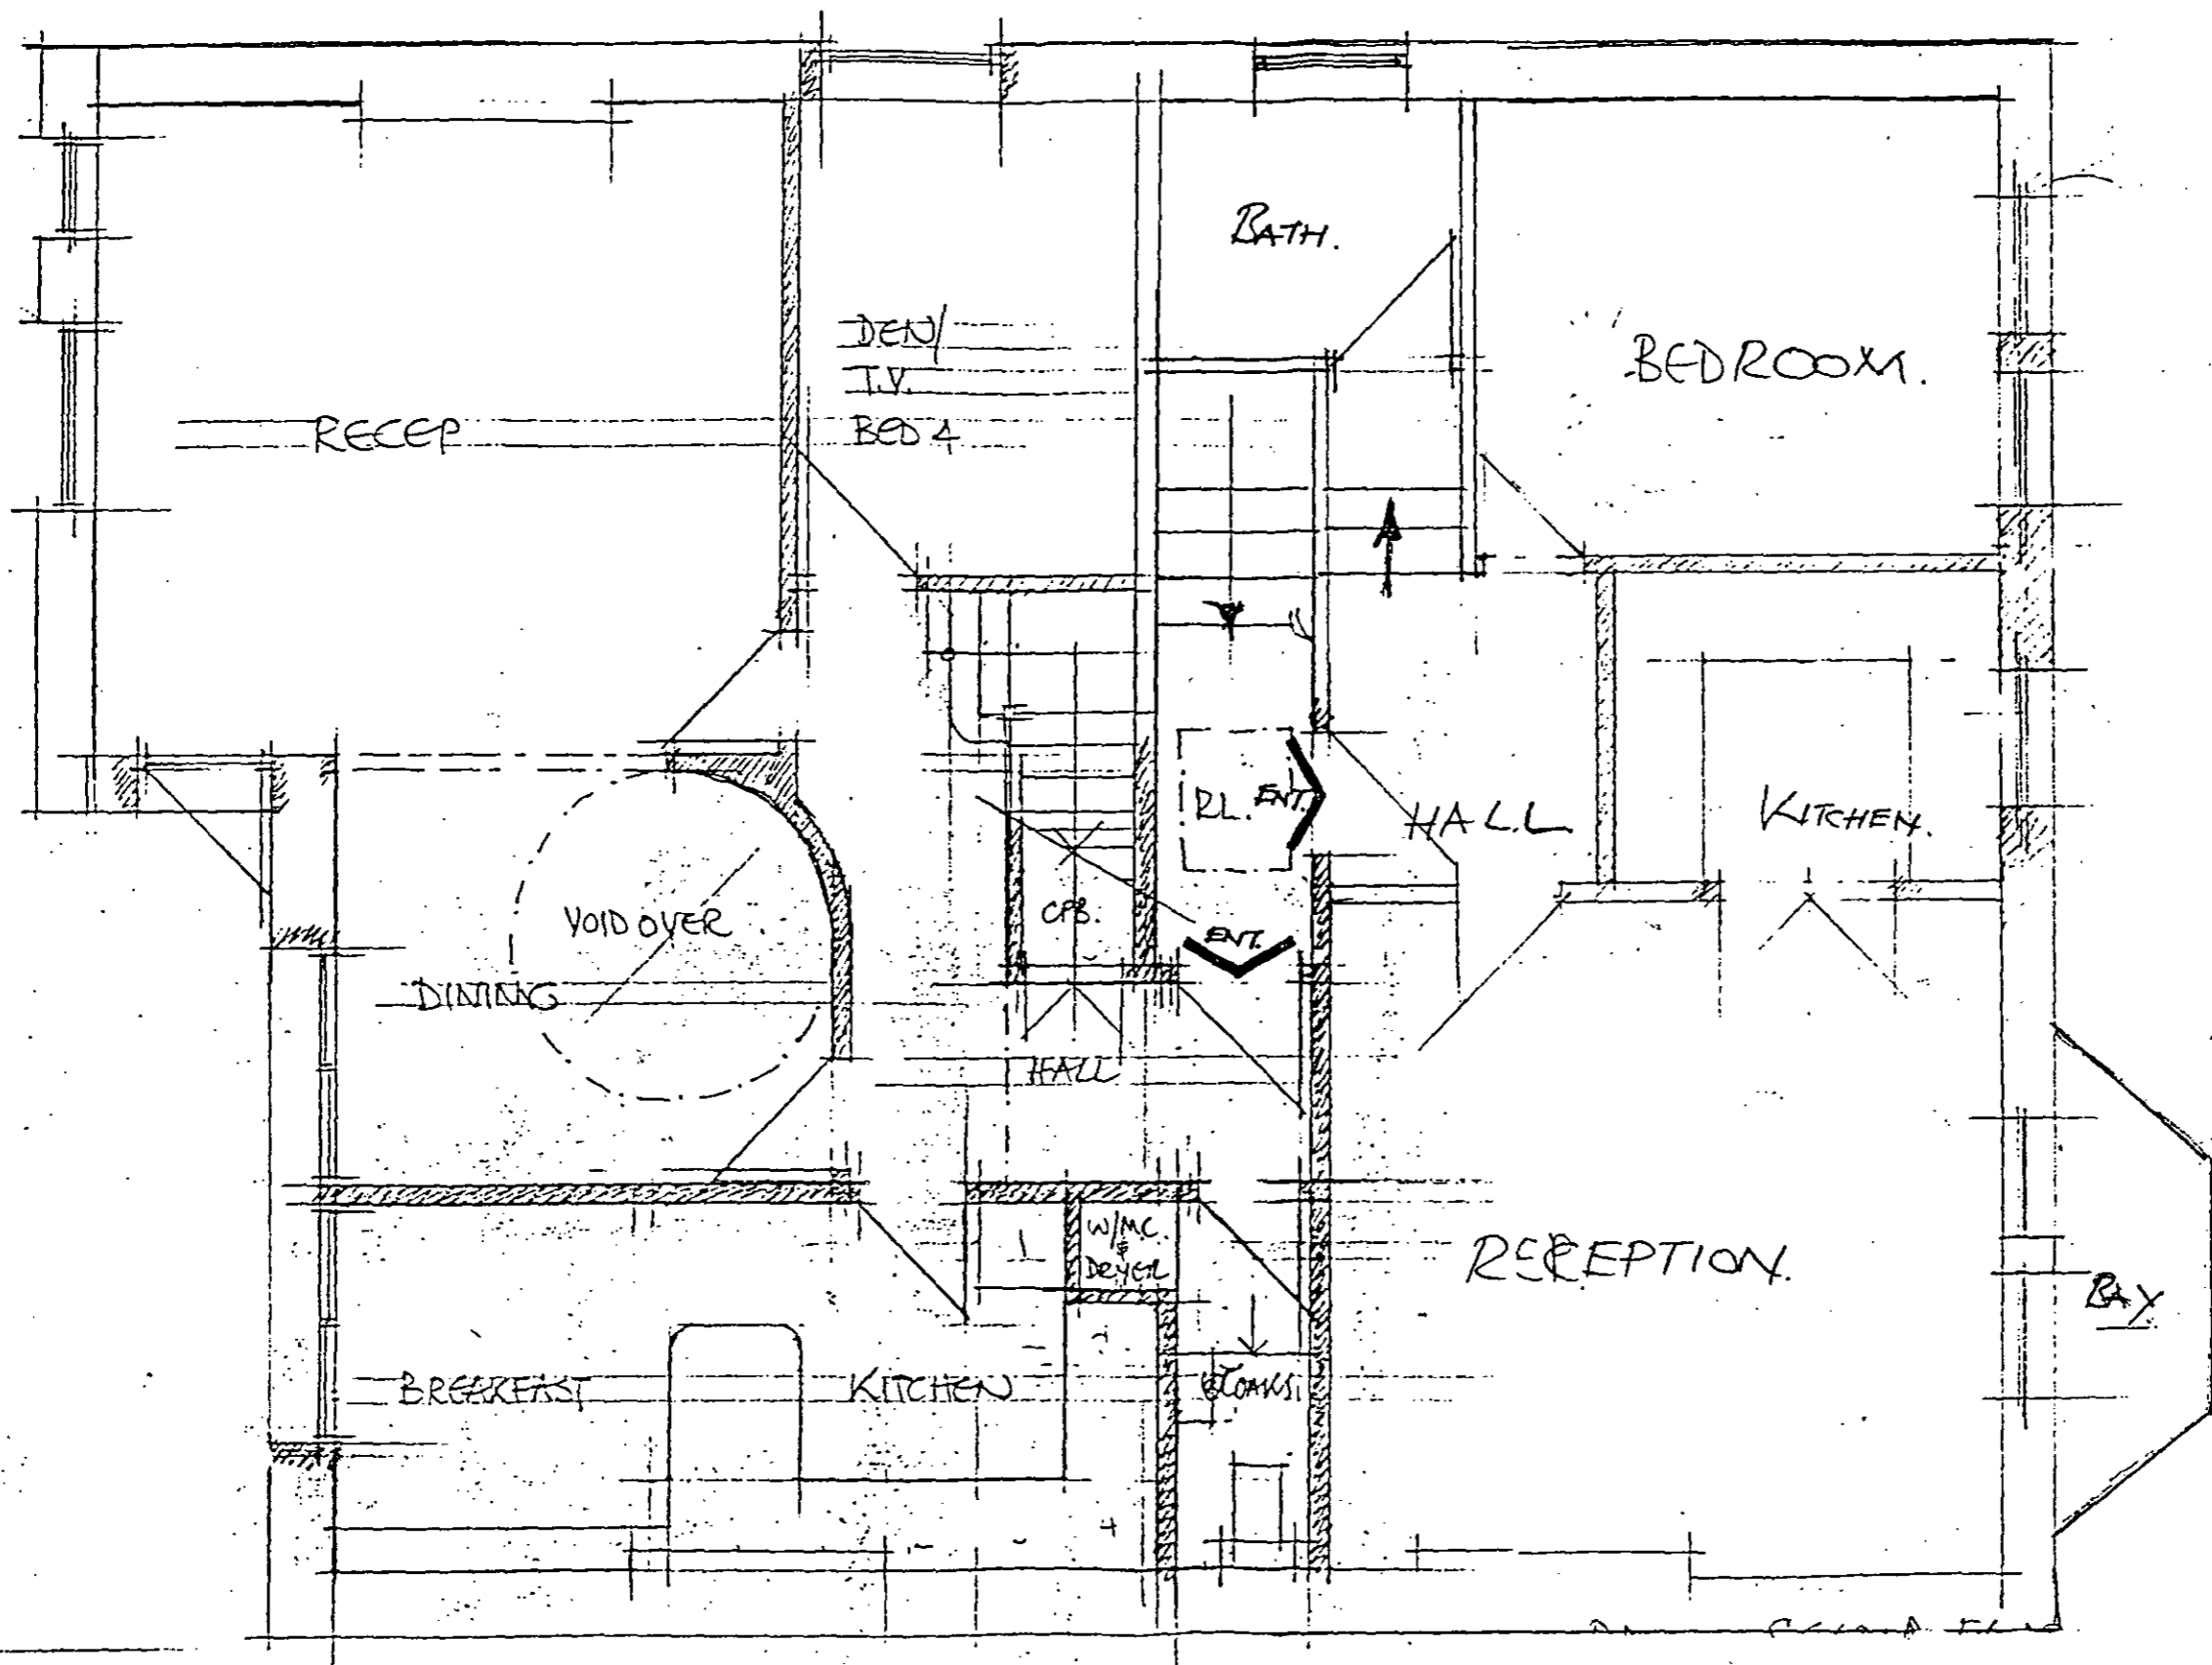 BATH.
DEN/
T.V.
BED 4
RECEP
BEDROOM.
R.L.
ENT.
HALL
KITCHEN.
CPB.
VOID OVER
ENT.
DINING
HALL
W/MC.
&
DRYER
RECEPTION.
BAY
BREAKFAST
KITCHEN
CLOAKS.